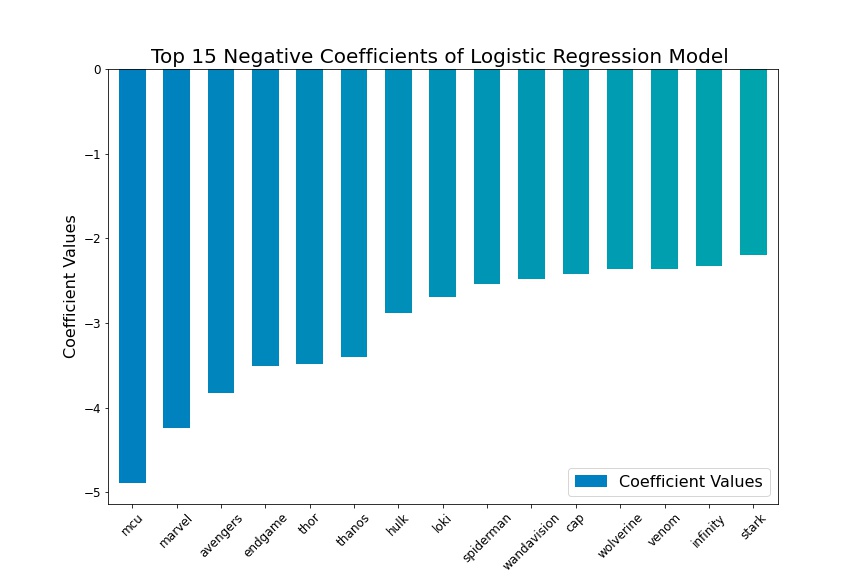 Top 15 Negative Coefficients of Logistic Regression Model
0
−1
−2
−3
−4
−5
Coefficient Values
Coefficient Values
mcu
marvel
avengers
endgame
thor
thanos
hulk
loki
spiderman
wandavision
cap
wolverine
venom
infinity
stark